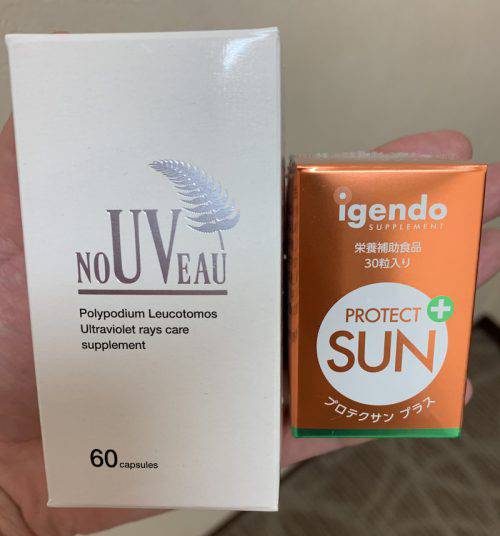 NOUVEAU
Polypodium Leucotomos
Ultraviolet rays care
supplement
60 capsules
igendo
SUPPLEMENT
栄養補助食品
30粒入り
PROTECT +
SUN
プロテクサン プラス